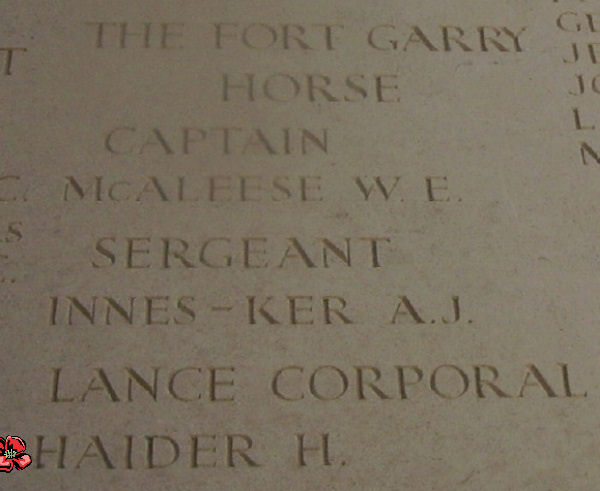 THE FORT GARRY
HORSE
CAPTAIN
McALEESE W. E.
SERGEANT
INNES-KER A.J.
LANCE CORPORAL
HAIDER H.